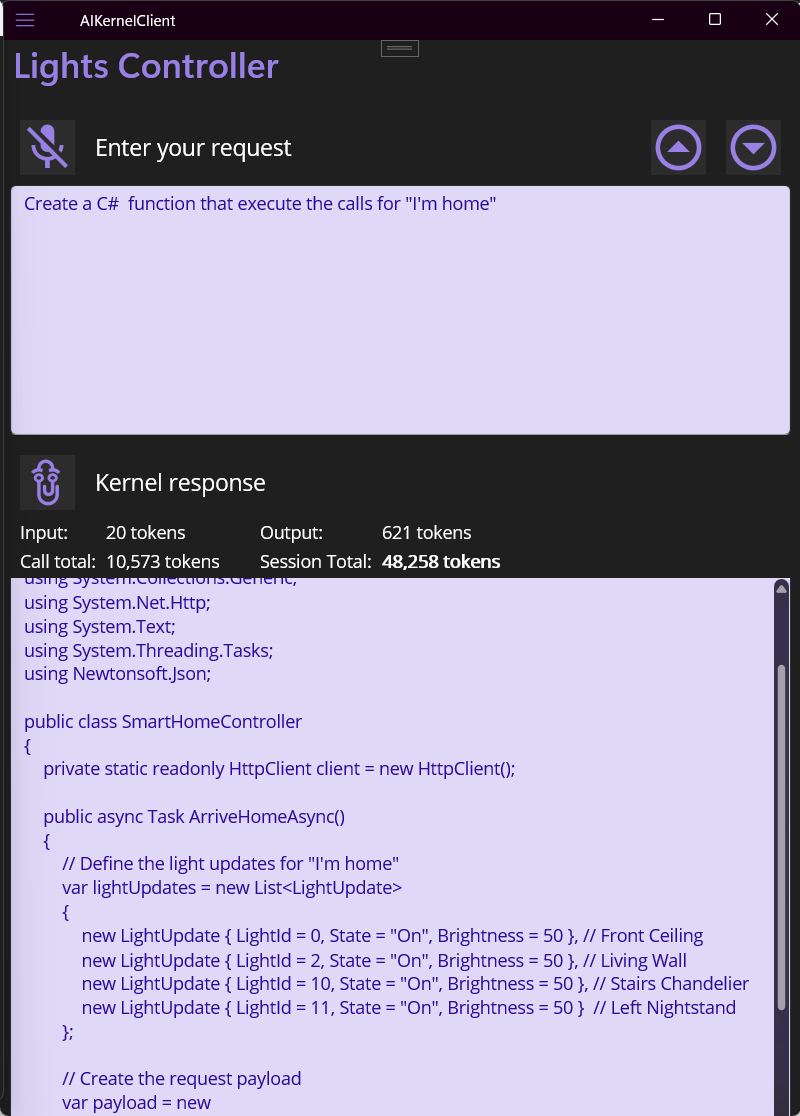 AIKernelClient
Lights Controller
Enter your request
Create a C#  function that execute the calls for "I'm home"
Kernel response
Input: 20 tokens Output: 621 tokens
Call total: 10,573 tokens Session Total: 48,258 tokens
using System.Collections.Generic;
using System.Net.Http;
using System.Text;
using System.Threading.Tasks;
using Newtonsoft.Json;
public class SmartHomeController
{
    private static readonly HttpClient client = new HttpClient();
    public async Task ArriveHomeAsync()
    {
        // Define the light updates for "I'm home"
        var lightUpdates = new List<LightUpdate>
        {
            new LightUpdate { LightId = 0, State = "On", Brightness = 50 }, // Front Ceiling
            new LightUpdate { LightId = 2, State = "On", Brightness = 50 }, // Living Wall
            new LightUpdate { LightId = 10, State = "On", Brightness = 50 }, // Stairs Chandelier
            new LightUpdate { LightId = 11, State = "On", Brightness = 50 }  // Left Nightstand
        };
        // Create the request payload
        var payload = new